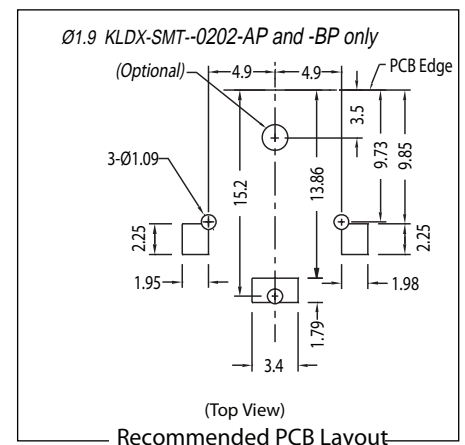 Ø1.9 KLDX-SMT--0202-AP and -BP only
4.9 4.9
(Optional)
PCB Edge
3.5
9.73
9.85
3-Ø1.09
15.2
13.86
2.25
2.25
1.95
1.98
1.79
3.4
(Top View)
Recommended PCB Layout